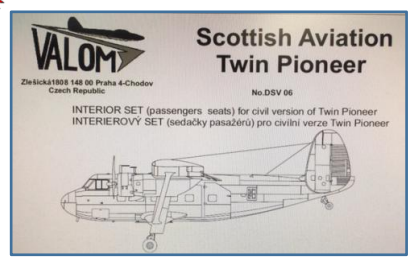 VALOM
Scottish Aviation
Twin Pioneer
Zlešická1808 148 00 Praha 4-Chodov
Czech Republic
No.DSV 06
INTERIOR SET (passengers seats) for civil version of Twin Pioneer
INTERIEROVÝ SET (sedačky pasažérů) pro civilní verze Twin Pioneer